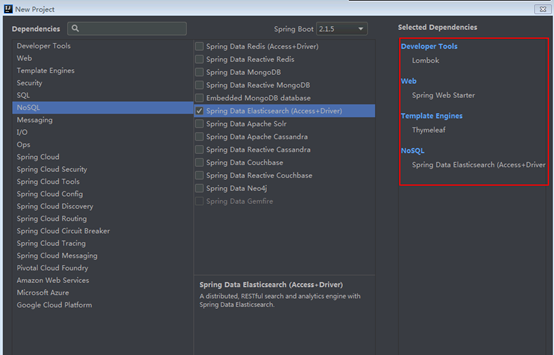 New Project
Dependencies
Spring Boot 2.1.5
Selected Dependencies
Developer Tools
Web
Template Engines
Security
SQL
NoSQL
Messaging
I/O
Ops
Spring Cloud
Spring Cloud Security
Spring Cloud Tools
Spring Cloud Config
Spring Cloud Discovery
Spring Cloud Routing
Spring Cloud Circuit Breaker
Spring Cloud Tracing
Spring Cloud Messaging
Pivotal Cloud Foundry
Amazon Web Services
Microsoft Azure
Google Cloud Platform
Spring Data Redis (Access+Driver)
Spring Data Reactive Redis
Spring Data MongoDB
Spring Data Reactive MongoDB
Embedded MongoDB database
Spring Data Elasticsearch (Access+Driver)
Spring Data Apache Solr
Spring Data Apache Cassandra
Spring Data Reactive Cassandra
Spring Data Couchbase
Spring Data Reactive Couchbase
Spring Data Neo4j
Spring Data Gemfire
Spring Data Elasticsearch (Access+Driver)
A distributed, RESTful search and analytics engine with
Spring Data Elasticsearch.
Developer Tools
Lombok
Web
Spring Web Starter
Template Engines
Thymeleaf
NoSQL
Spring Data Elasticsearch (Access+Driver